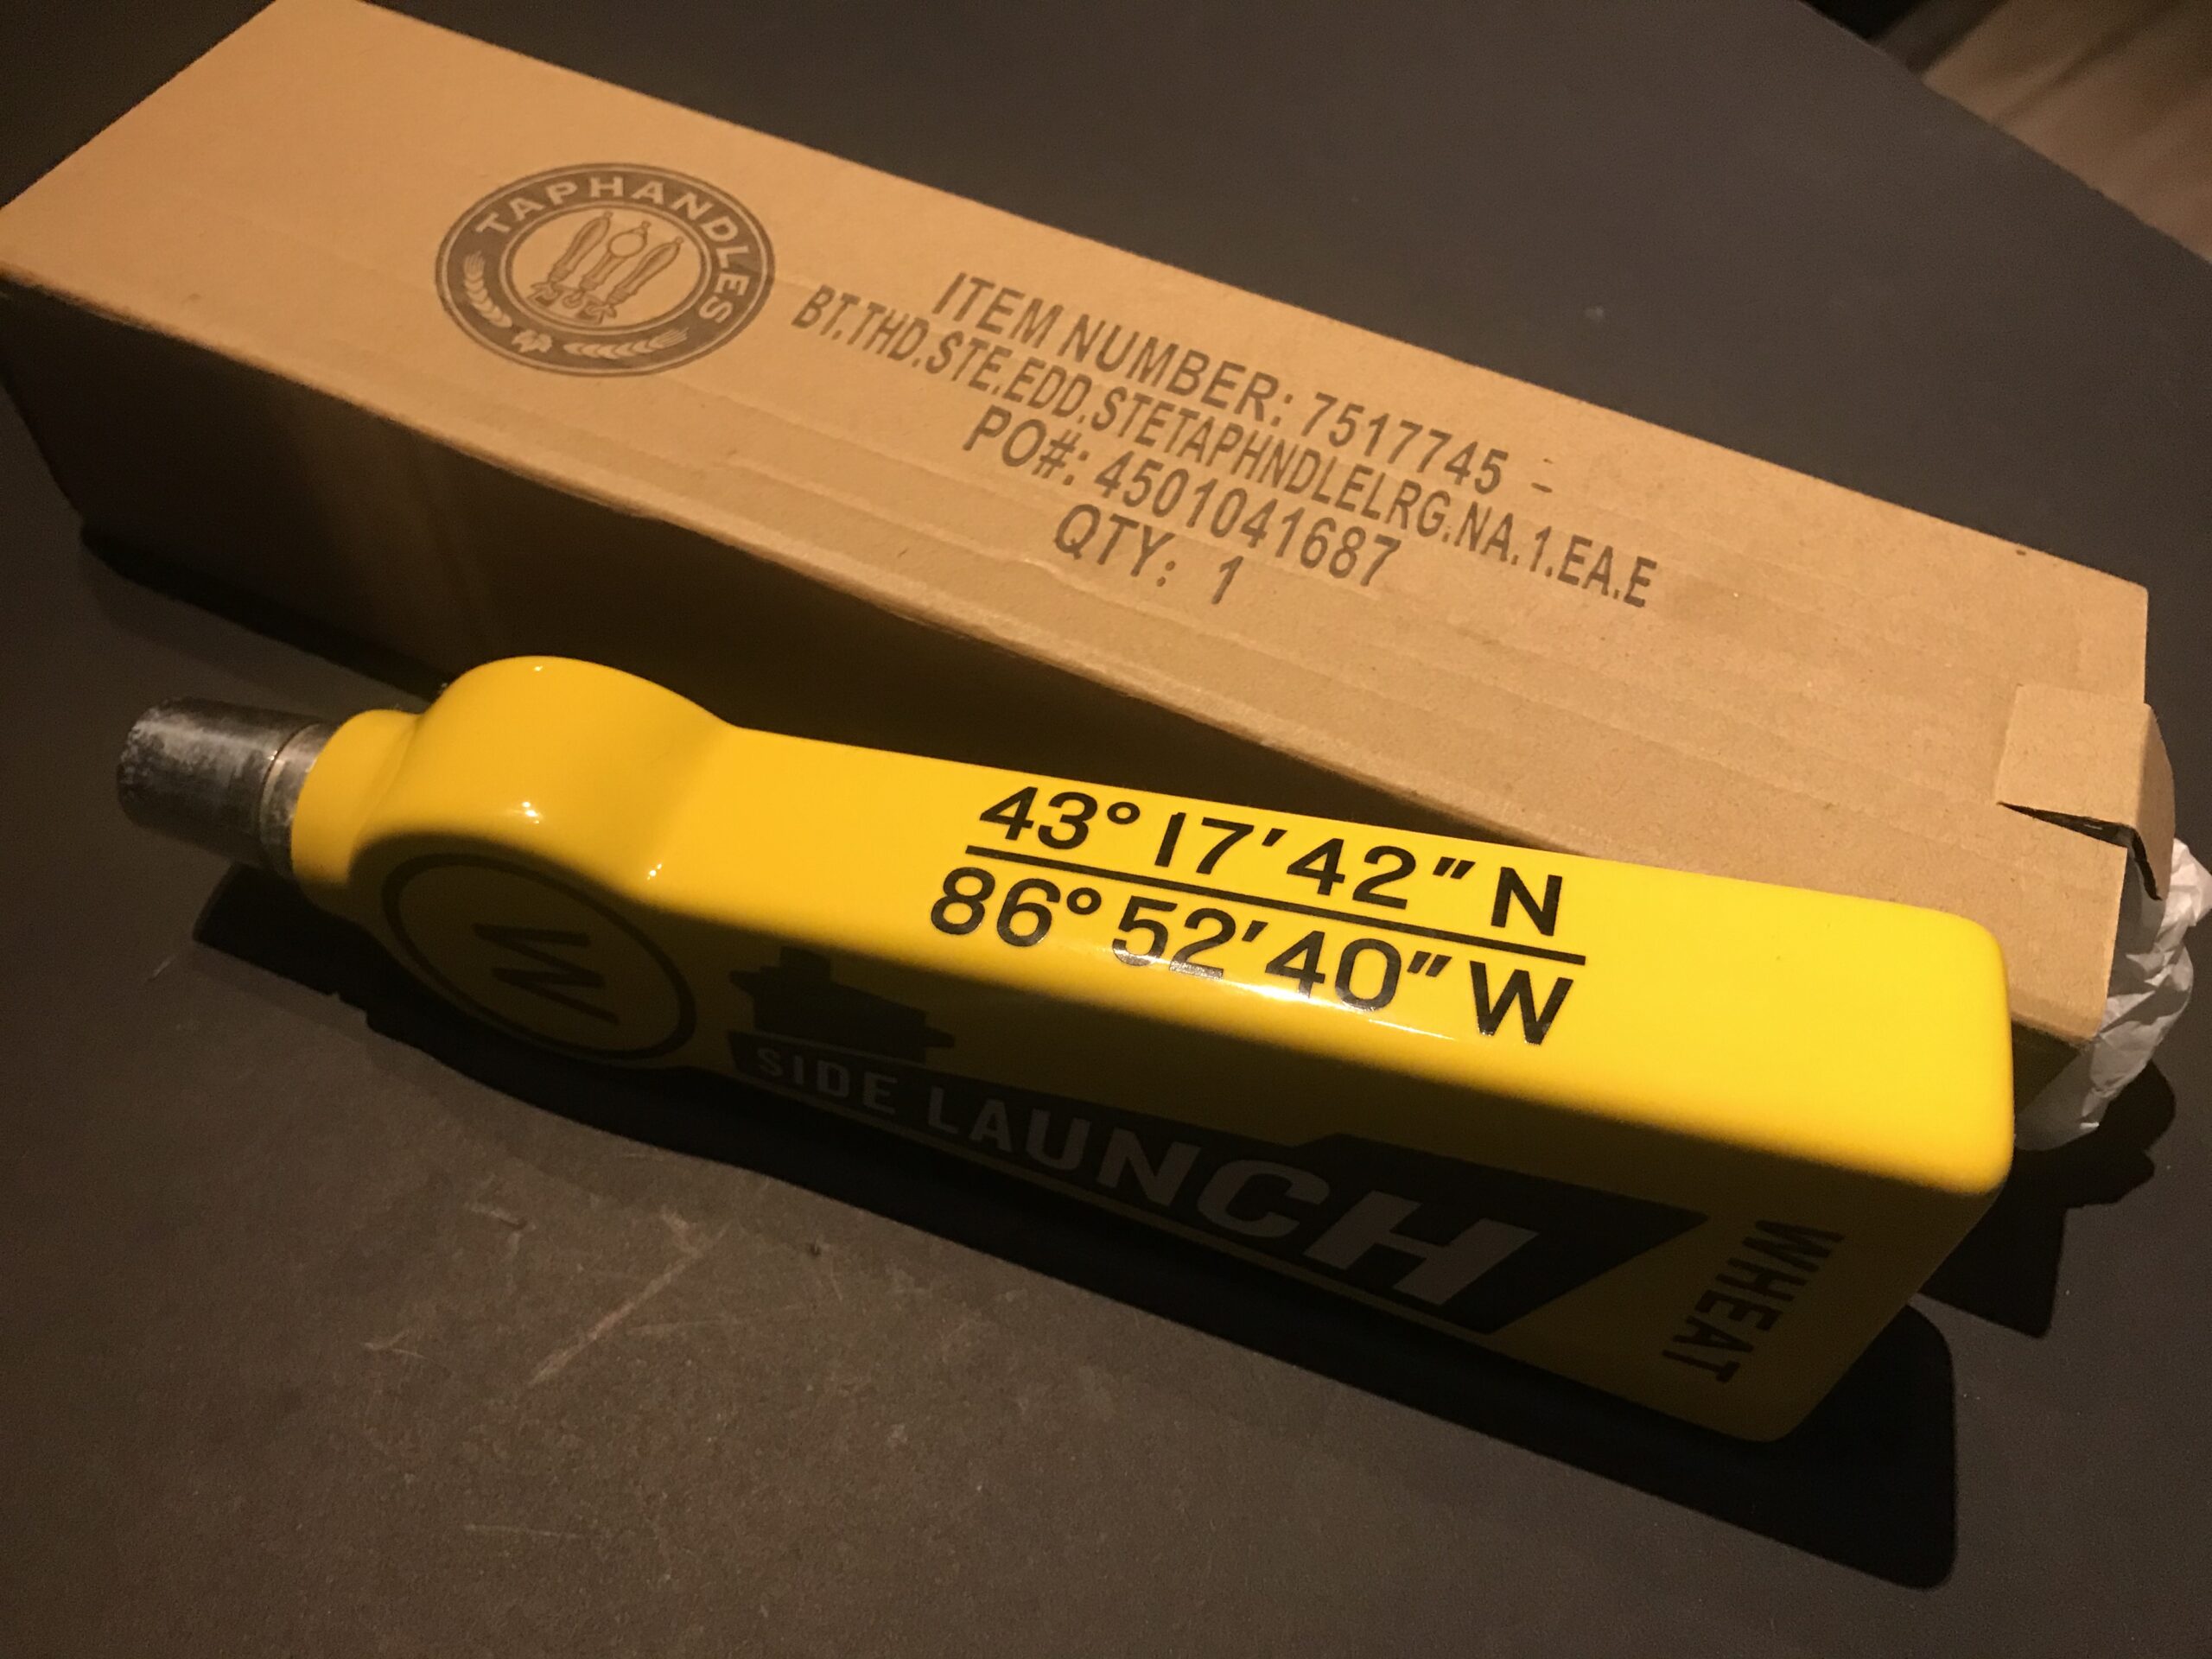 TAPHANDLES
ITEM NUMBER: 7517745 -
BT.THD.STE.EDD.STETAPHNDLELRG.NA.1.EA.E
PO#: 4501041687
QTY: 1
43° 17' 42" N
86° 52' 40" W
W
SIDE LAUNCH
WHEAT